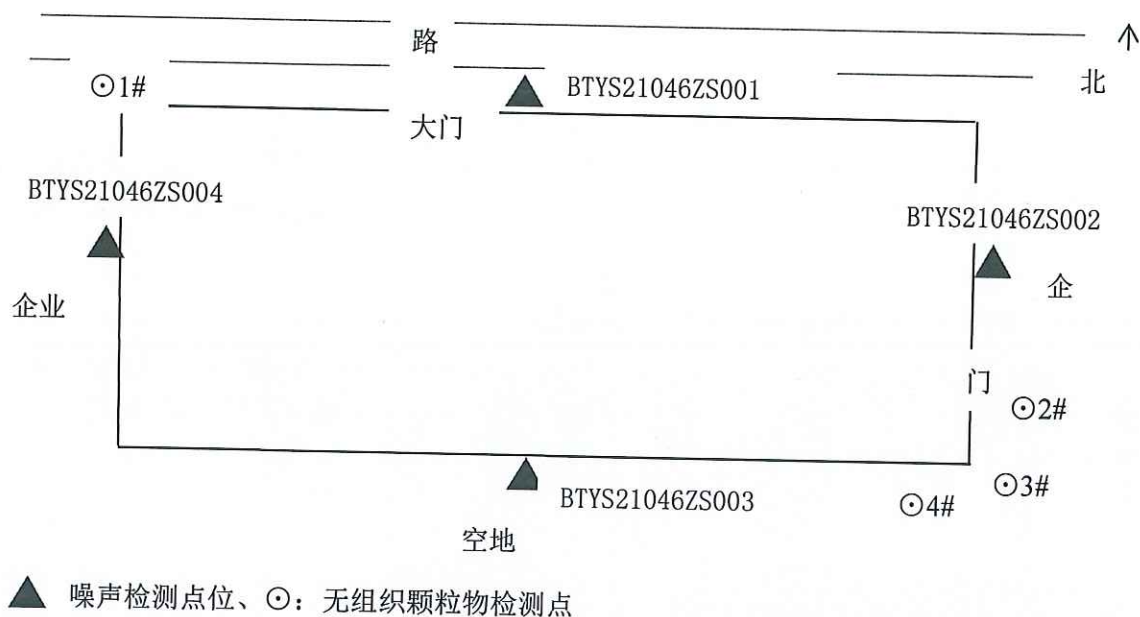 路
北
⊙1#
BTYS21046ZS001
大门
BTYS21046ZS004
BTYS21046ZS002
企业
企
门
⊙2#
⊙3#
⊙4#
BTYS21046ZS003
空地
▲ 噪声检测点位、⊙：无组织颗粒物检测点